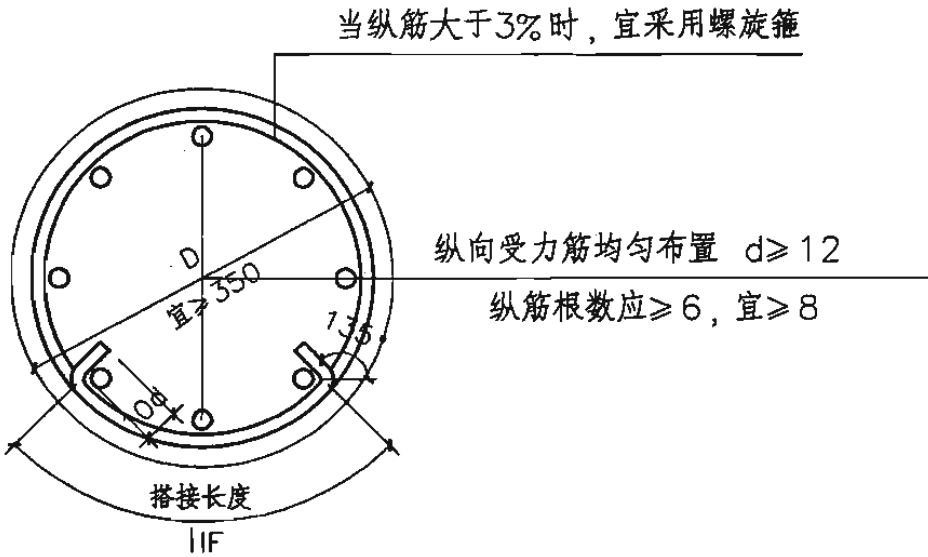 当纵筋大于3%时，宜采用螺旋箍
纵向受力筋均匀布置 d≥12
纵筋根数应≥6，宜≥8
D
宜≥350
135°
10d
搭接长度
llF